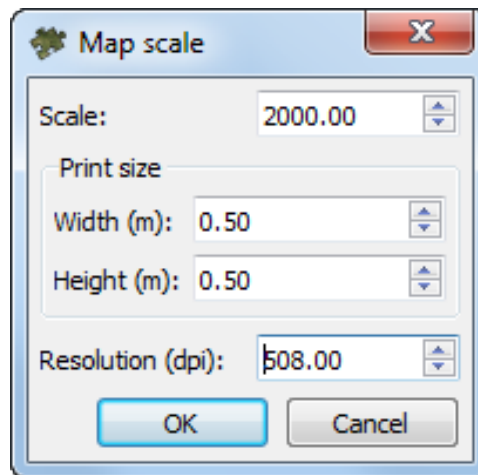 Map scale
Scale: 2000.00
Print size
Width (m): 0.50
Height (m): 0.50
Resolution (dpi): 508.00
OK Cancel